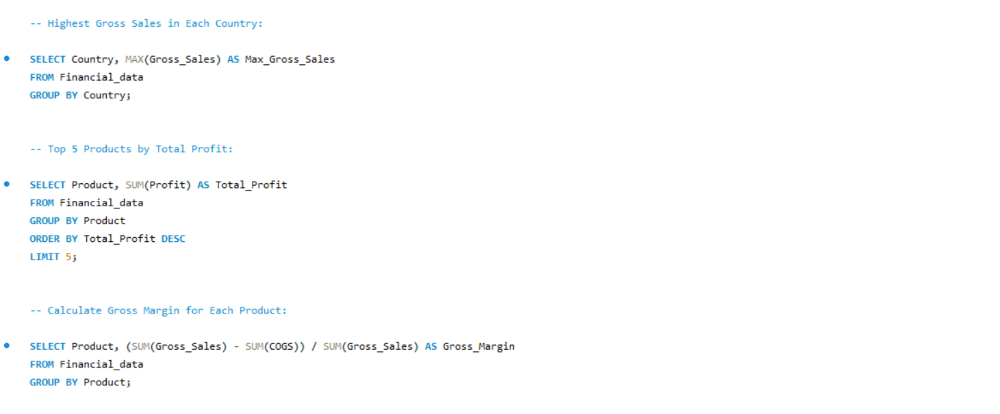 -- Highest Gross Sales in Each Country:
SELECT Country, MAX(Gross_Sales) AS Max_Gross_Sales
FROM Financial_data
GROUP BY Country;
-- Top 5 Products by Total Profit:
SELECT Product, SUM(Profit) AS Total_Profit
FROM Financial_data
GROUP BY Product
ORDER BY Total_Profit DESC
LIMIT 5;
-- Calculate Gross Margin for Each Product:
SELECT Product, (SUM(Gross_Sales) - SUM(COGS)) / SUM(Gross_Sales) AS Gross_Margin
FROM Financial_data
GROUP BY Product;